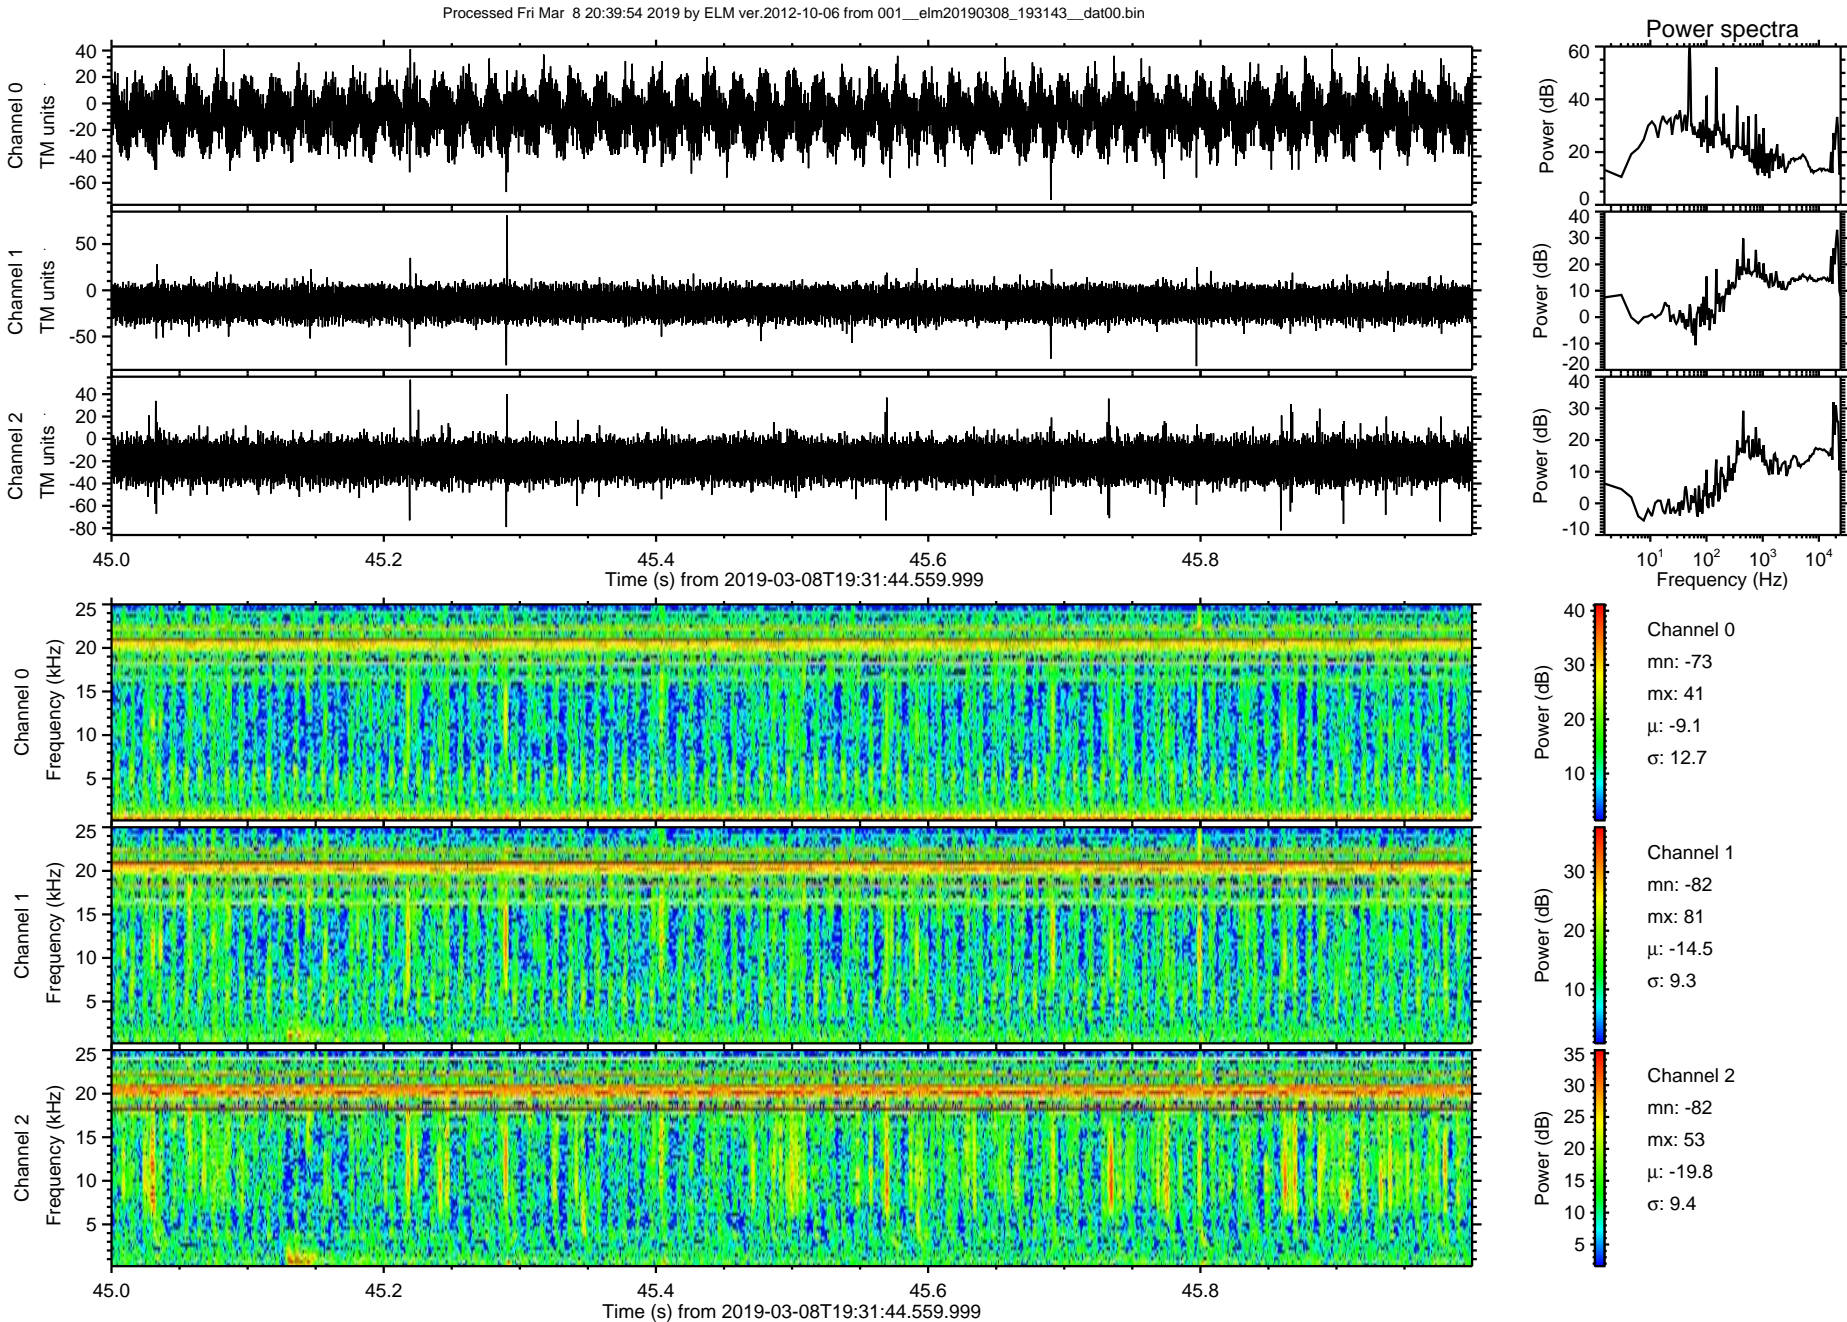 Processed Fri Mar 8 20:39:54 2019 by ELM ver.2012-10-06 from 001__elm20190308_193143__dat00.bin
Power spectra
Channel 0
TM units
40
20
0
-20
-40
-60
Power (dB)
60
40
20
0
Channel 1
TM units
50
0
-50
Power (dB)
40
30
20
10
0
-10
-20
Channel 2
TM units
40
20
0
-20
-40
-60
-80
Power (dB)
40
30
20
10
0
-10
45.0 45.2 45.4 45.6 45.8
Time (s) from 2019-03-08T19:31:44.559.999
10¹ 10² 10³ 10⁴
Frequency (Hz)
Channel 0
Frequency (kHz)
25
20
15
10
5
Power (dB)
40
30
20
10
Channel 0
mn: -73
mx: 41
μ: -9.1
σ: 12.7
Channel 1
Frequency (kHz)
25
20
15
10
5
Power (dB)
30
20
10
Channel 1
mn: -82
mx: 81
μ: -14.5
σ: 9.3
Channel 2
Frequency (kHz)
25
20
15
10
5
Power (dB)
35
30
25
20
15
10
5
Channel 2
mn: -82
mx: 53
μ: -19.8
σ: 9.4
45.0 45.2 45.4 45.6 45.8
Time (s) from 2019-03-08T19:31:44.559.999